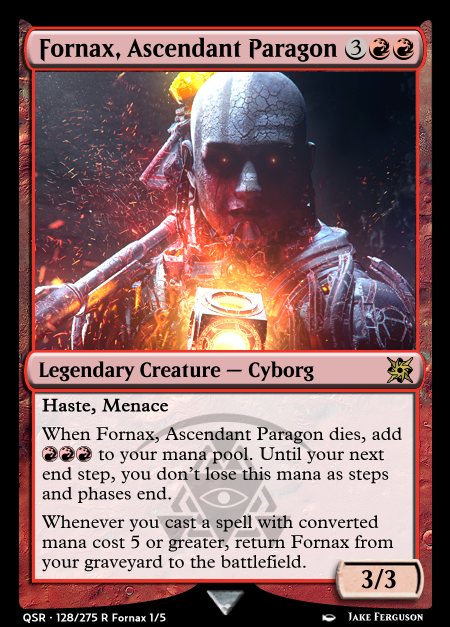 Fornax, Ascendant Paragon 3
Legendary Creature — Cyborg
Haste, Menace
When Fornax, Ascendant Paragon dies, add
to your mana pool. Until your next
end step, you don't lose this mana as steps
and phases end.
Whenever you cast a spell with converted
mana cost 5 or greater, return Fornax from
your graveyard to the battlefield.
3/3
QSR · 128/275 R Fornax 1/5
Jake Ferguson